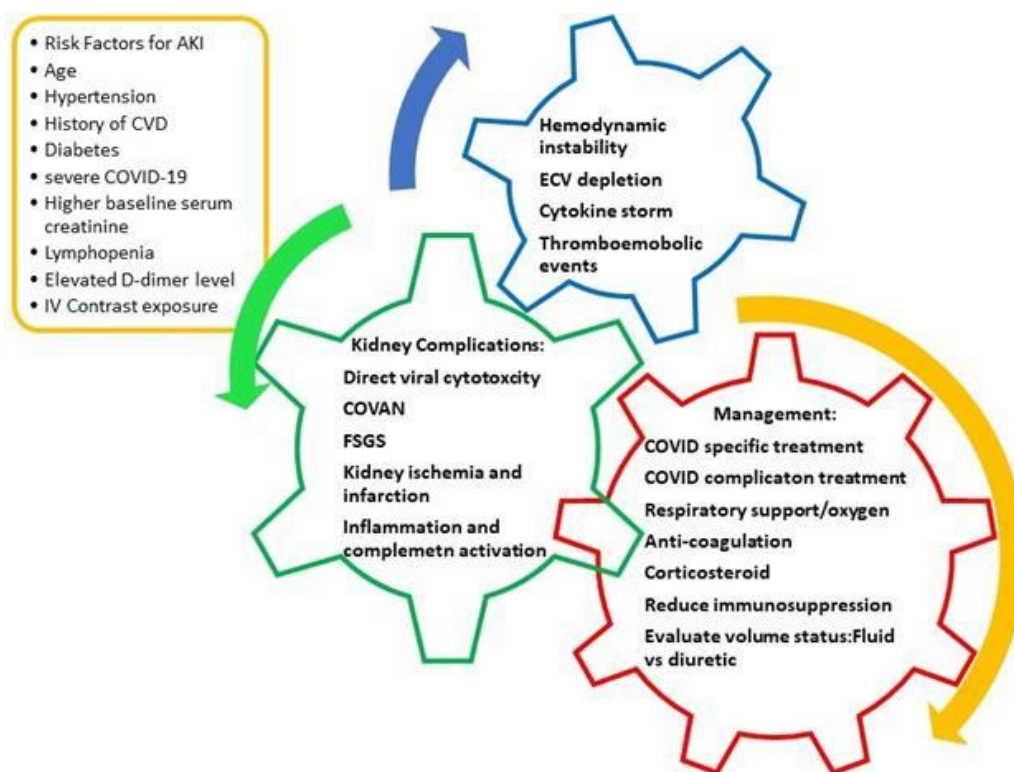 • Risk Factors for AKI
• Age
• Hypertension
• History of CVD
• Diabetes
• severe COVID-19
• Higher baseline serum
creatinine
• Lymphopenia
• Elevated D-dimer level
• IV Contrast exposure
Hemodynamic
instability
ECV depletion
Cytokine storm
Thromboemobolic
events
Kidney Complications:
Direct viral cytotoxcity
COVAN
FSGS
Kidney ischemia and
infarction
Inflammation and
complemetn activation
Management:
COVID specific treatment
COVID complicaton treatment
Respiratory support/oxygen
Anti-coagulation
Corticosteroid
Reduce immunosuppression
Evaluate volume status:Fluid
vs diuretic